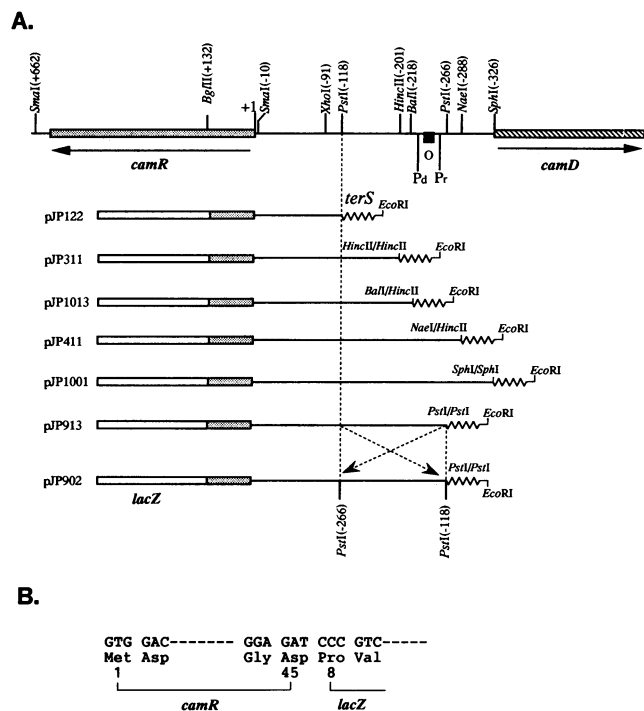 A.
SmaI(+662)
BglII(+132)
+1
SmaI(-10)
XhoI(-91)
PstI(-118)
HincII(-201)
BalI(-218)
PstI(-266)
NaeI(-288)
SphI(-326)
camR
O
Pd Pr
camD
pJP122
terS
EcoRI
pJP311
HincII/HincII
EcoRI
pJP1013
BalI/HincII
EcoRI
pJP411
NaeI/HincII
EcoRI
pJP1001
SphI/SphI
EcoRI
pJP913
PstI/PstI
EcoRI
pJP902
PstI/PstI
EcoRI
lacZ
PstI(-266)
PstI(-118)
B.
GTG GAC------- GGA GAT CCC GTC-----
Met Asp Gly Asp Pro Val
1 45 8
camR lacZ